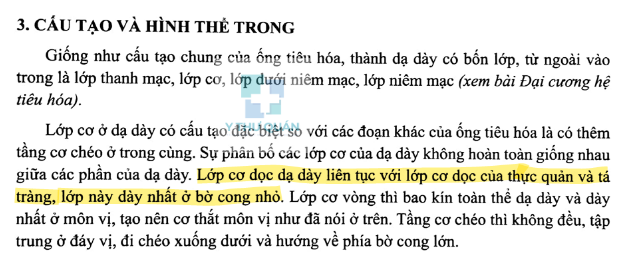 3. CẤU TẠO VÀ HÌNH THỂ TRONG
Giống như cấu tạo chung của ống tiêu hóa, thành dạ dày có bốn lớp, từ ngoài vào
trong là lớp thanh mạc, lớp cơ, lớp dưới niêm mạc, lớp niêm mạc (xem bài Đại cương hệ
tiêu hóa).
Lớp cơ ở dạ dày có cấu tạo đặc biệt so với các đoạn khác của ống tiêu hóa là có thêm
tầng cơ chéo ở trong cùng. Sự phân bố các lớp cơ của dạ dày không hoàn toàn giống nhau
giữa các phần của dạ dày. Lớp cơ dọc dạ dày liên tục với lớp cơ dọc của thực quản và tá
tràng, lớp này dày nhất ở bờ cong nhỏ. Lớp cơ vòng thì bao kín toàn thể dạ dày và dày
nhất ở môn vị, tạo nên cơ thắt môn vị như đã nói ở trên. Tầng cơ chéo thì không đều, tập
trung ở đáy vị, đi chéo xuống dưới và hướng về phía bờ cong lớn.